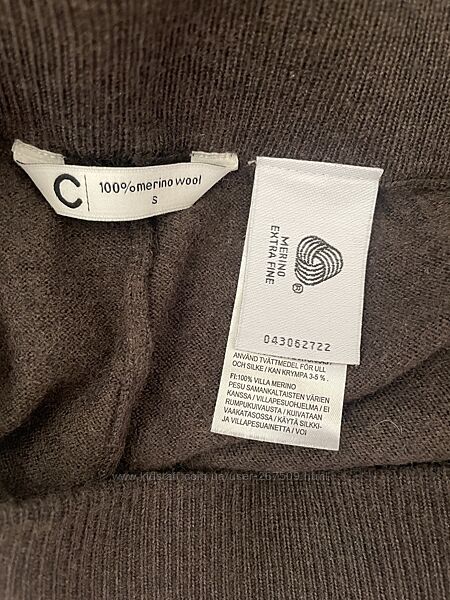 C
100% merino wool
S
MERINO
EXTRA FINE
®
043062722
ANVÄND TVÄTTMEDEL FÖR ULL
OCH SILKE / KAN KRYMPA 3-5 % .
FI:100% VILLA MERINO
PESU SAMANKALTAISTEN VÄRIEN
KANSSA / VILLAPESUOHJELMA / EI
RUMPUKUIVAUSTA / KUIVATAAN
VAAKATASOSSA / KÄYTÄ SILKKI-
JA VILLAPESUAINETTA / VOI